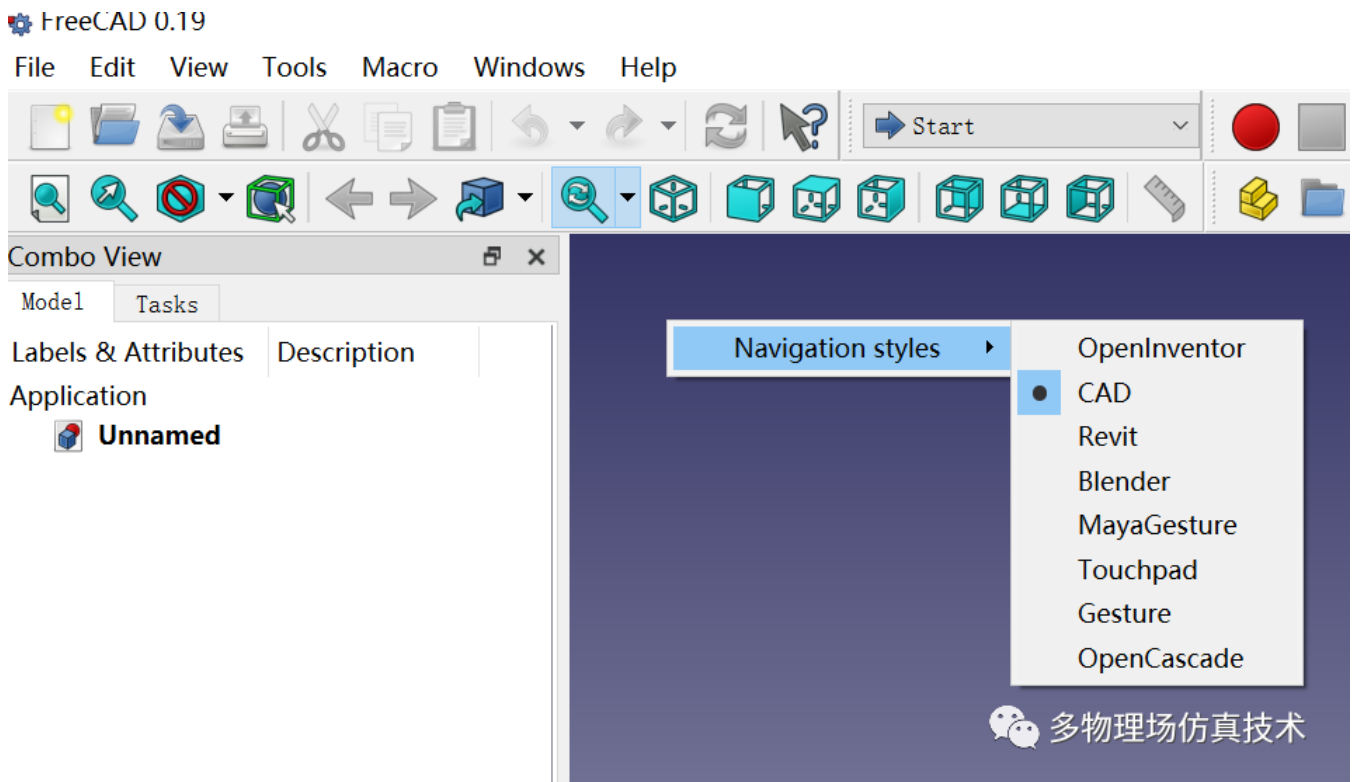 FreeCAD 0.19
File Edit View Tools Macro Windows Help
Start
Combo View
Model Tasks
Labels & Attributes Description
Application
Unnamed
Navigation styles
OpenInventor
CAD
Revit
Blender
MayaGesture
Touchpad
Gesture
OpenCascade
多物理场仿真技术